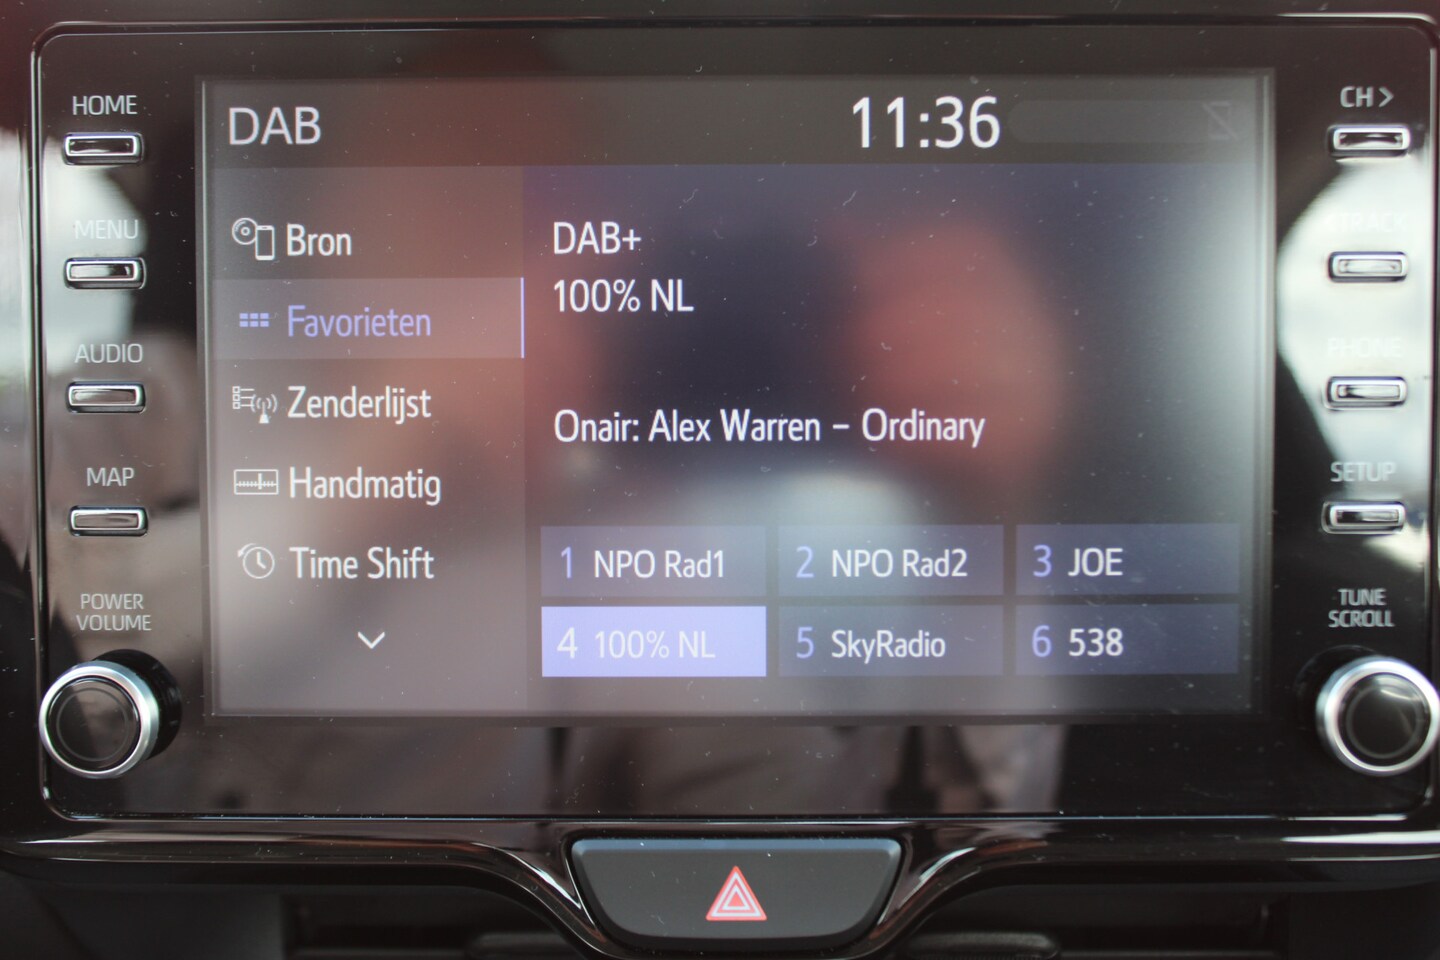 HOME
MENU
AUDIO
MAP
POWER
VOLUME
DAB
11:36
Bron
Favorieten
Zenderlijst
Handmatig
Time Shift
DAB+
100% NL
Onair: Alex Warren – Ordinary
1 NPO Rad1
2 NPO Rad2
3 JOE
4 100% NL
5 SkyRadio
6 538
CH >
TRACK
PHONE
SETUP
TUNE
SCROLL